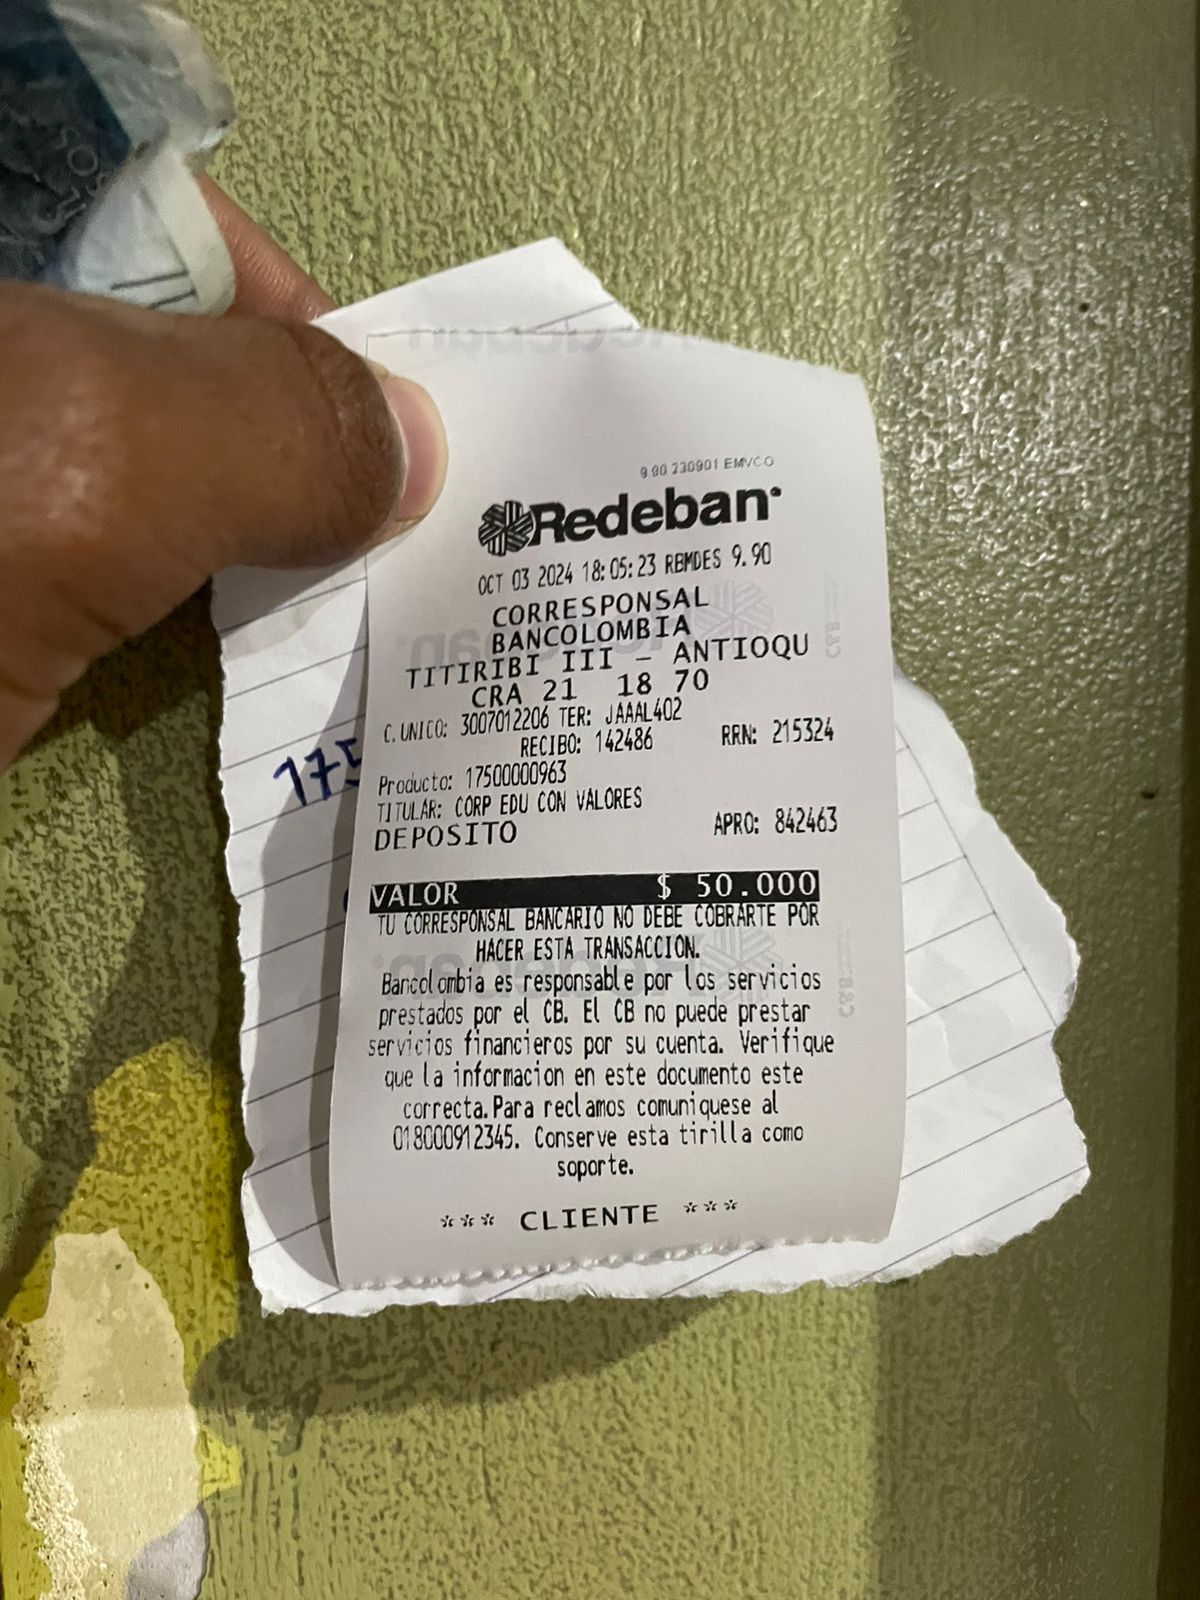 9.90 230901 EMVCO
Redeban
OCT 03 2024 18:05:23 RBMDES 9.90
CORRESPONSAL
BANCOLOMBIA
TITIRIBI III - ANTIOQU
CRA 21 18 70
C.UNICO: 3007012206 TER: JAAAL402
RECIBO: 142486 RRN: 215324
175
Producto: 17500000963
TITULAR: CORP EDU CON VALORES
DEPOSITO APRO: 842463
VALOR $ 50.000
TU CORRESPONSAL BANCARIO NO DEBE COBRARTE POR
HACER ESTA TRANSACCION.
Bancolombia es responsable por los servicios
prestados por el CB. El CB no puede prestar
servicios financieros por su cuenta. Verifique
que la informacion en este documento este
correcta.Para reclamos comuniquese al
018000912345. Conserve esta tirilla como
soporte.
*** CLIENTE ***